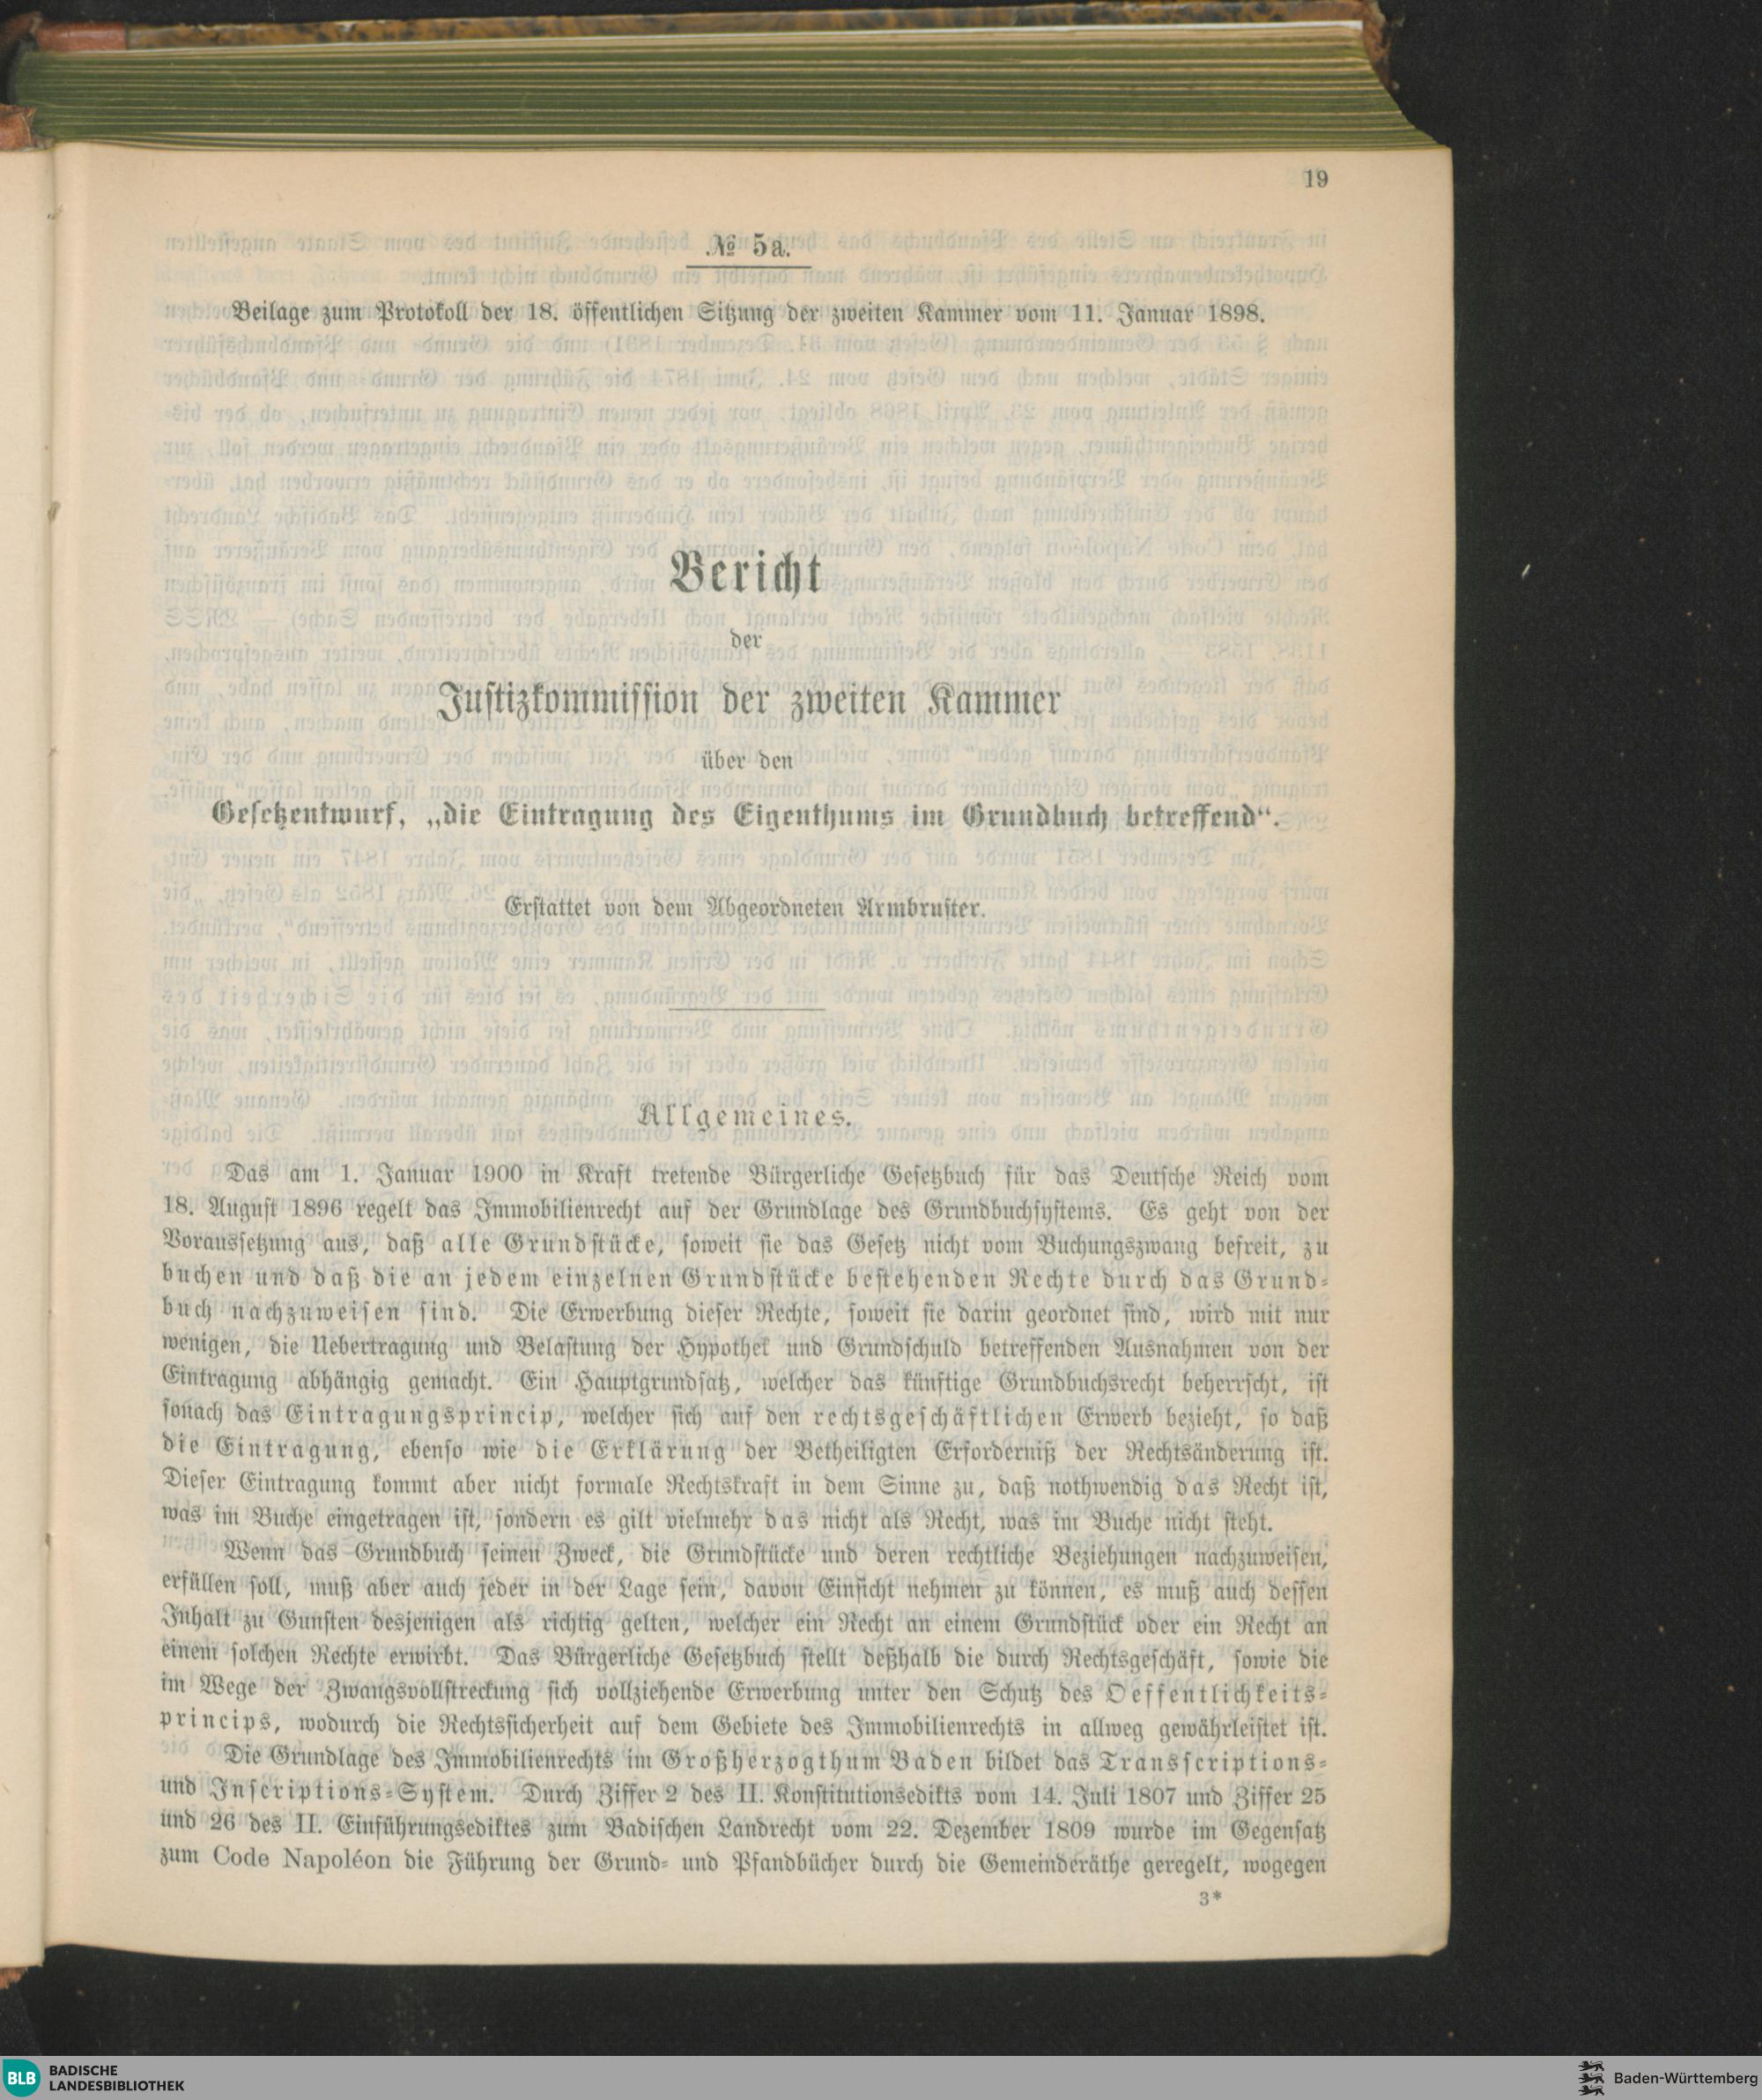 19
№ 5a.
Beilage zum Protokoll der 18. öffentlichen Sitzung der zweiten Kammer vom 11. Januar 1898.
Bericht
der
Justizkommission der zweiten Kammer
über den
Gesetzentwurf, „die Eintragung des Eigenthums im Grundbuch betreffend“.
Erstattet von dem Abgeordneten Armbruster.
Allgemeines.
Das am 1. Januar 1900 in Kraft tretende Bürgerliche Gesetzbuch für das Deutsche Reich vom
18. August 1896 regelt das Immobilienrecht auf der Grundlage des Grundbuchsystems. Es geht von der
Voraussetzung aus, daß alle Grundstücke, soweit sie das Gesetz nicht vom Buchungszwang befreit, zu
buchen und daß die an jedem einzelnen Grundstücke bestehenden Rechte durch das Grund-
buch nachzuweisen sind. Die Erwerbung dieser Rechte, soweit sie darin geordnet sind, wird mit nur
wenigen, die Uebertragung und Belastung der Hypothek und Grundschuld betreffenden Ausnahmen von der
Eintragung abhängig gemacht. Ein Hauptgrundsatz, welcher das künftige Grundbuchsrecht beherrscht, ist
sonach das Eintragungsprincip, welcher sich auf den rechtsgeschäftlichen Erwerb bezieht, so daß
die Eintragung, ebenso wie die Erklärung der Betheiligten Erforderniß der Rechtsänderung ist.
Dieser Eintragung kommt aber nicht formale Rechtskraft in dem Sinne zu, daß nothwendig das Recht ist,
was im Buche eingetragen ist, sondern es gilt vielmehr das nicht als Recht, was im Buche nicht steht.
Wenn das Grundbuch seinen Zweck, die Grundstücke und deren rechtliche Beziehungen nachzuweisen,
erfüllen soll, muß aber auch jeder in der Lage sein, davon Einsicht nehmen zu können, es muß auch dessen
Inhalt zu Gunsten desjenigen als richtig gelten, welcher ein Recht an einem Grundstück oder ein Recht an
einem solchen Rechte erwirbt. Das Bürgerliche Gesetzbuch stellt deßhalb die durch Rechtsgeschäft, sowie die
im Wege der Zwangsvollstreckung sich vollziehende Erwerbung unter den Schutz des Oeffentlichkeits-
princips, wodurch die Rechtssicherheit auf dem Gebiete des Immobilienrechts in allweg gewährleistet ist.
Die Grundlage des Immobilienrechts im Großherzogthum Baden bildet das Transscriptions-
und Inscriptions-System. Durch Ziffer 2 des II. Konstitutionsedikts vom 14. Juli 1807 und Ziffer 25
und 26 des II. Einführungsediktes zum Badischen Landrecht vom 22. Dezember 1809 wurde im Gegensatz
zum Code Napoléon die Führung der Grund- und Pfandbücher durch die Gemeinderäthe geregelt, wogegen
3*
BLB BADISCHE
LANDESBIBLIOTHEK
Baden-Württemberg